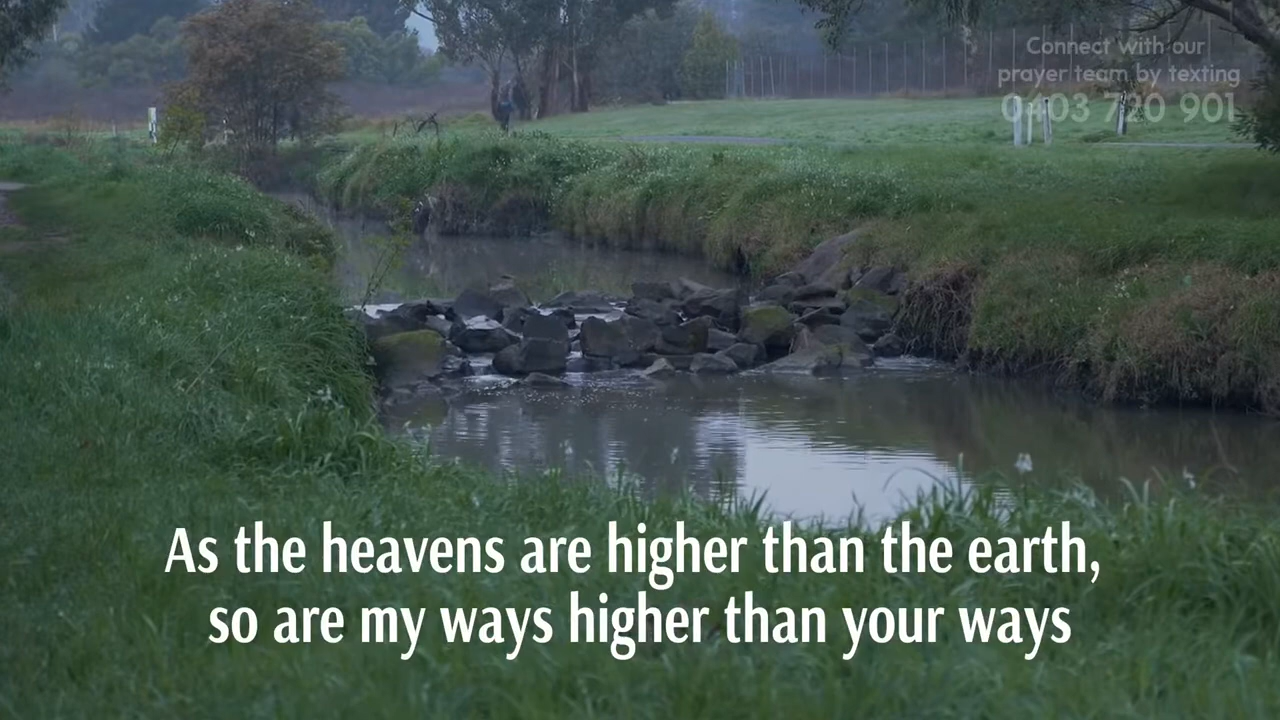 Connect with our
prayer team by texting
0403 720 901
As the heavens are higher than the earth,
so are my ways higher than your ways